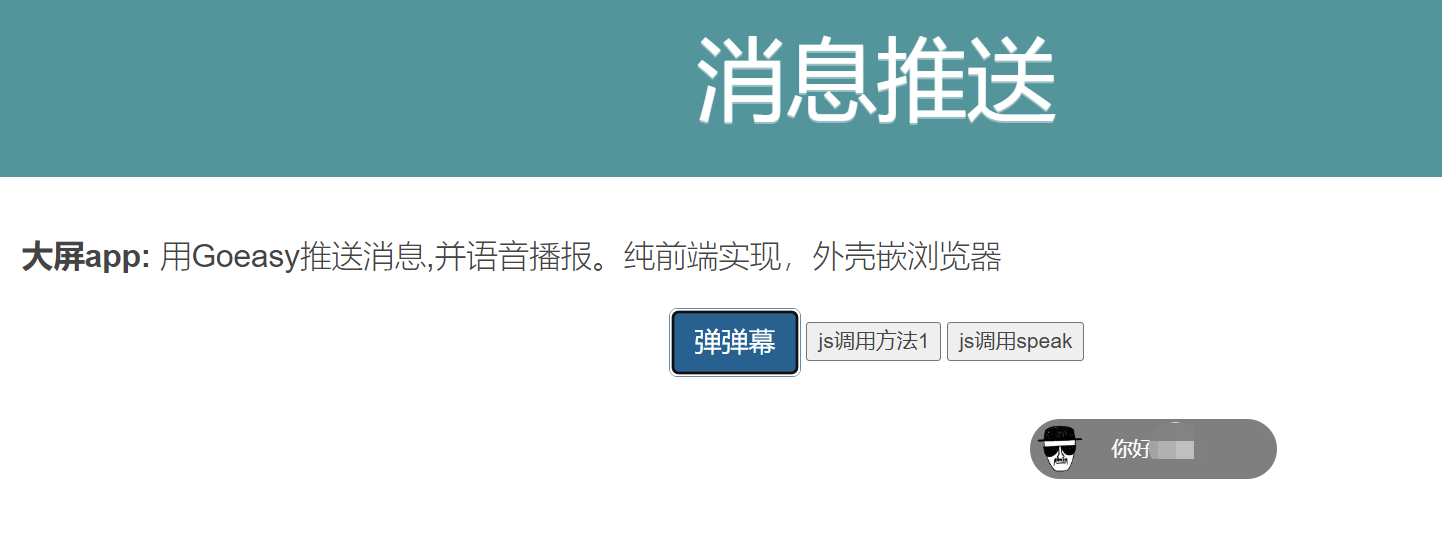 消息推送
大屏app: 用Goeasy推送消息,并语音播报。纯前端实现，外壳嵌浏览器
弹弹幕 js调用方法1 js调用speak
你好